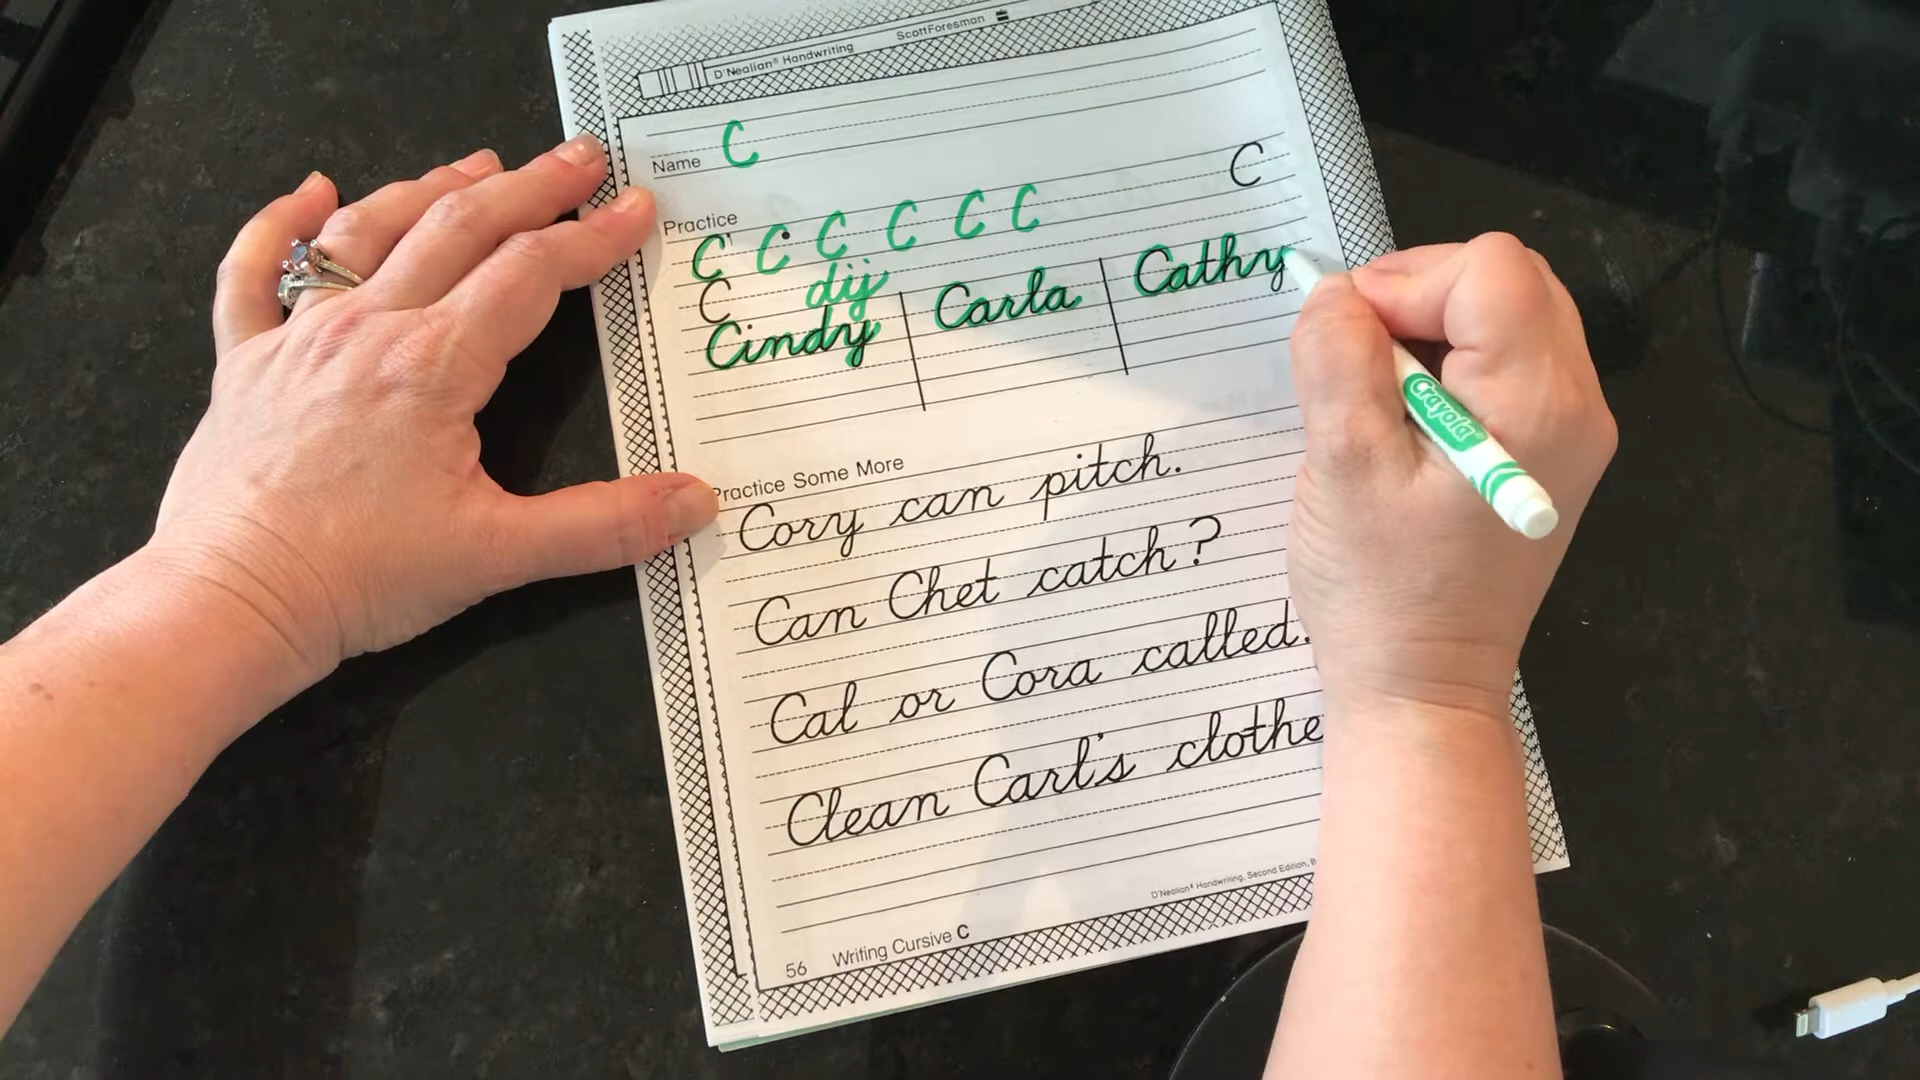 D'Nealian® Handwriting ScottForesman
Name C
C
Practice
C C C C C C
C dij
Cindy Carla Cathy
Practice Some More
Cory can pitch.
Can Chet catch?
Cal or Cora called.
Clean Carl's clothe
D'Nealian® Handwriting, Second Edition, B
56 Writing Cursive C
Crayola